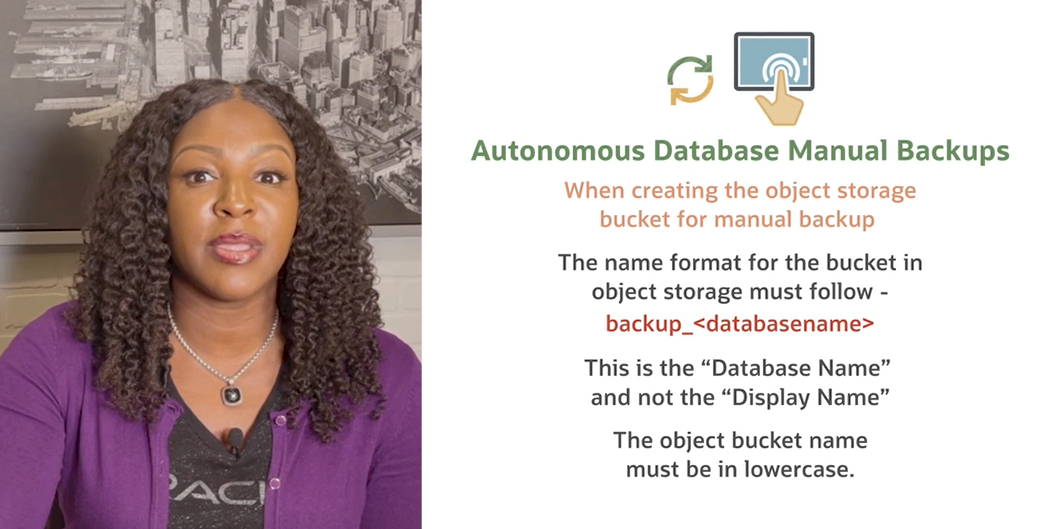 Autonomous Database Manual Backups
When creating the object storage
bucket for manual backup
The name format for the bucket in
object storage must follow -
backup_<databasename>
This is the “Database Name”
and not the “Display Name”
The object bucket name
must be in lowercase.